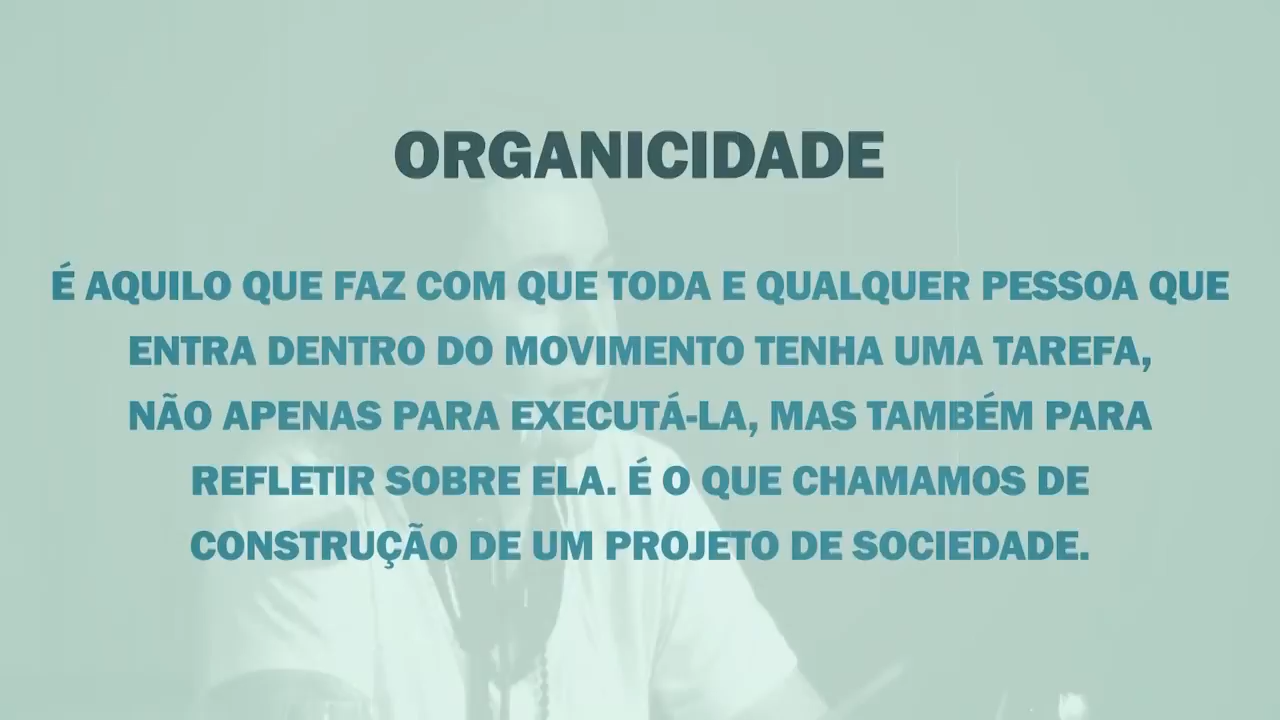 ORGANICIDADE
É AQUILO QUE FAZ COM QUE TODA E QUALQUER PESSOA QUE
ENTRA DENTRO DO MOVIMENTO TENHA UMA TAREFA,
NÃO APENAS PARA EXECUTÁ-LA, MAS TAMBÉM PARA
REFLETIR SOBRE ELA. É O QUE CHAMAMOS DE
CONSTRUÇÃO DE UM PROJETO DE SOCIEDADE.